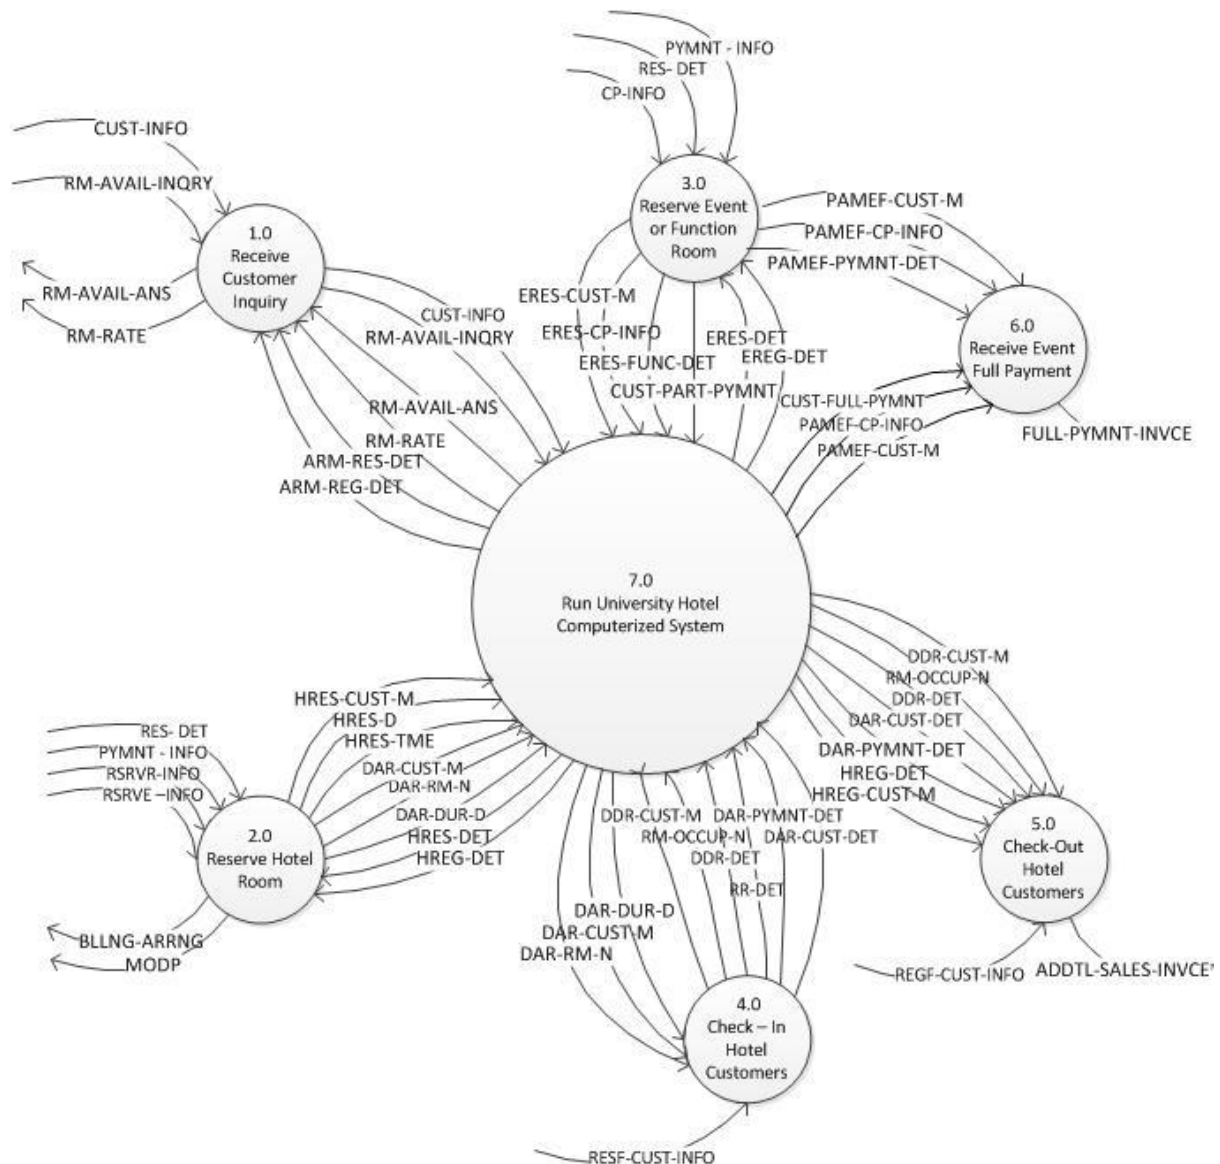 PYMNT - INFO
RES- DET
CP-INFO
CUST-INFO
RM-AVAIL-INQRY
RM-AVAIL-ANS
RM-RATE
1.0
Receive
Customer
Inquiry
CUST-INFO
RM-AVAIL-INQRY
RM-AVAIL-ANS
RM-RATE
ARM-RES-DET
ARM-REG-DET
3.0
Reserve Event
or Function
Room
ERES-CUST-M
ERES-CP-INFO
ERES-FUNC-DET
CUST-PART-PYMNT
ERES-DET
EREG-DET
PAMEF-CUST-M
PAMEF-CP-INFO
PAMEF-PYMNT-DET
6.0
Receive Event
Full Payment
CUST-FULL-PYMNT
PAMEF-CP-INFO
PAMEF-CUST-M
FULL-PYMNT-INVCE
7.0
Run University Hotel
Computerized System
HRES-CUST-M
HRES-D
HRES-TME
DAR-CUST-M
DAR-RM-N
DAR-DUR-D
HRES-DET
HREG-DET
RES- DET
PYMNT - INFO
RSRVR-INFO
RSRVE –INFO
2.0
Reserve Hotel
Room
BLLNG-ARRNG
MODP
DDR-CUST-M
RM-OCCUP-N
DDR-DET
RR-DET
DAR-PYMNT-DET
DAR-CUST-DET
DAR-DUR-D
DAR-CUST-M
DAR-RM-N
4.0
Check – In
Hotel
Customers
RESF-CUST-INFO
DDR-CUST-M
RM-OCCUP-N
DDR-DET
DAR-CUST-DET
DAR-PYMNT-DET
HREG-DET
HREG-CUST-M
5.0
Check-Out
Hotel
Customers
REGF-CUST-INFO
ADDTL-SALES-INVCE*